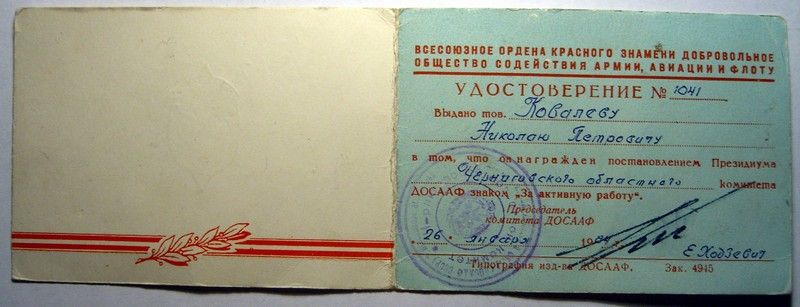 ВСЕСОЮЗНОЕ ОРДЕНА КРАСНОГО ЗНАМЕНИ ДОБРОВОЛЬНОЕ
ОБЩЕСТВО СОДЕЙСТВИЯ АРМИИ, АВИАЦИИ И ФЛОТУ
УДОСТОВЕРЕНИЕ № 1041
Выдано тов. Ковалеву
Николаю Петровичу
в том, что он награжден постановлением Президиума
Черниговского областного комитета
ДОСААФ знаком „За активную работу".
Председатель
комитета ДОСААФ
26 января
Е. Ходзевич
Типография изд-ва ДОСААФ. Зак. 4945